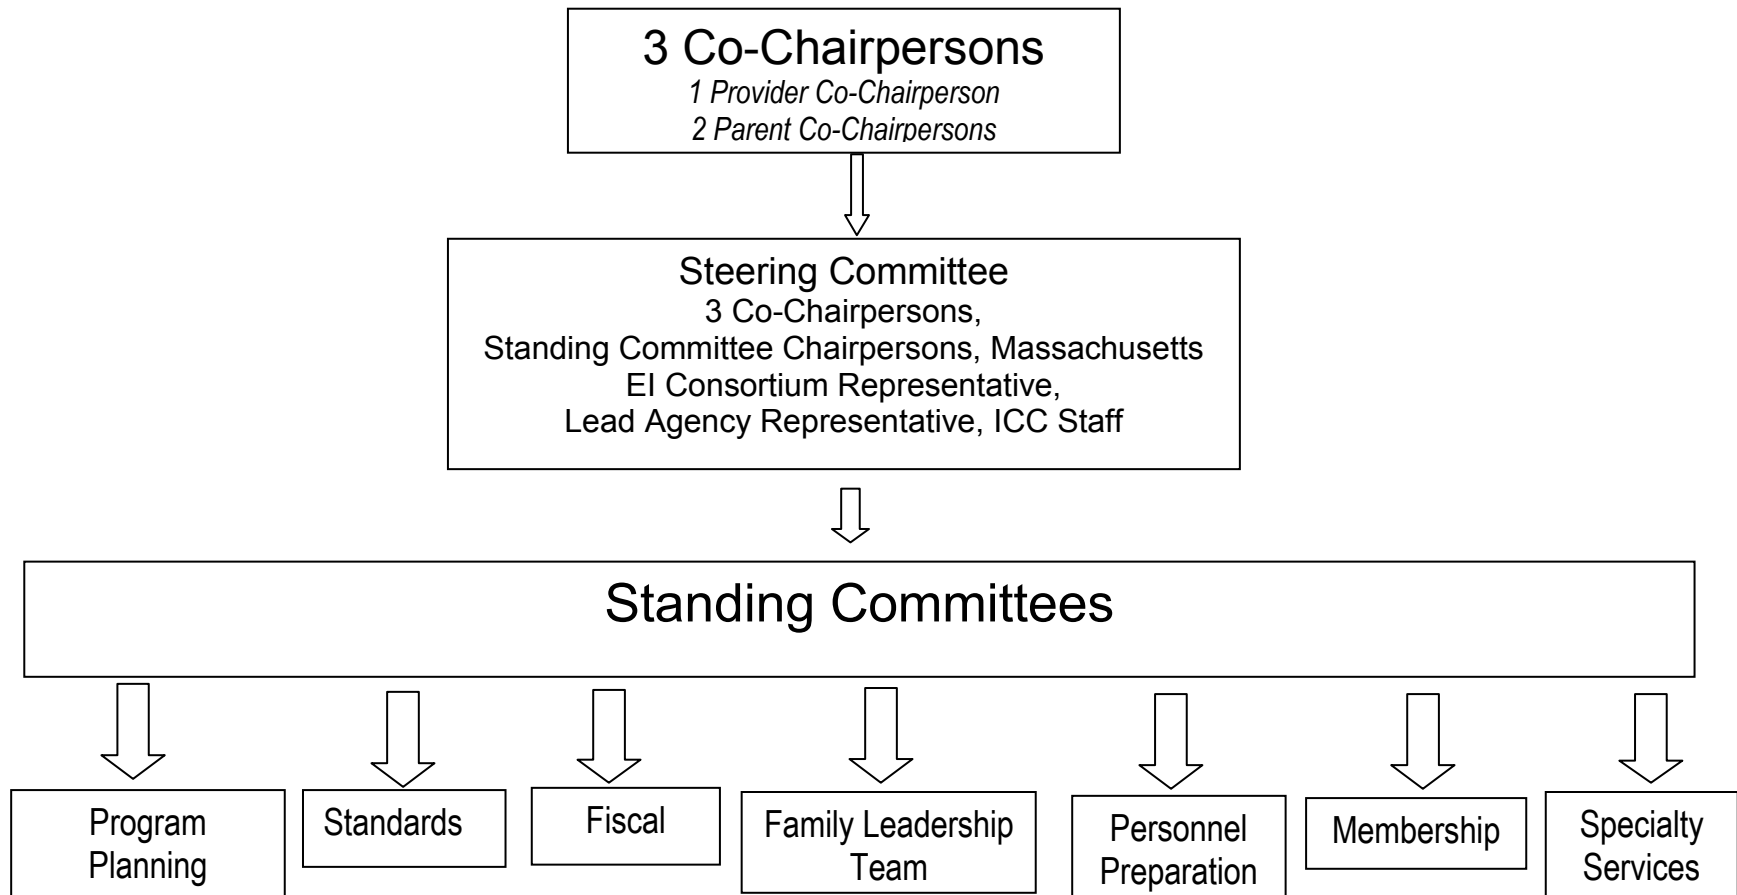 3 Co-Chairpersons
1 Provider Co-Chairperson
2 Parent Co-Chairpersons
Steering Committee
3 Co-Chairpersons,
Standing Committee Chairpersons, Massachusetts
EI Consortium Representative,
Lead Agency Representative, ICC Staff
Standing Committees
Program
Planning
Standards
Fiscal
Family Leadership
Team
Personnel
Preparation
Membership
Specialty
Services